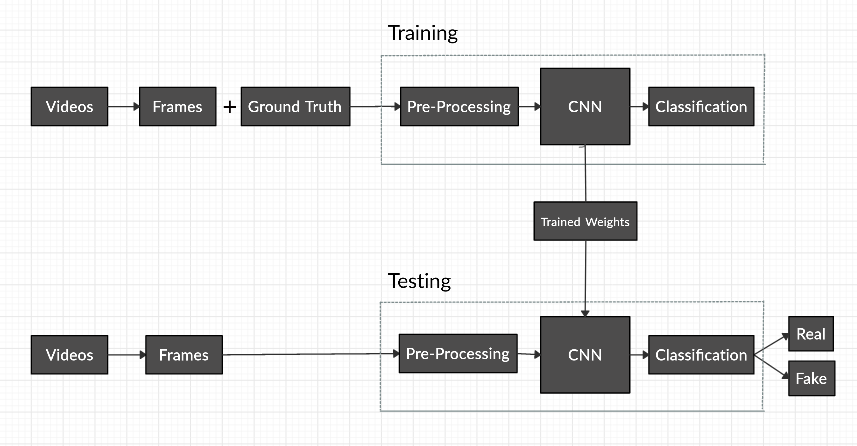 Training
Videos
Frames
+
Ground Truth
Pre-Processing
CNN
Classification
Trained Weights
Testing
Videos
Frames
Pre-Processing
CNN
Classification
Real
Fake